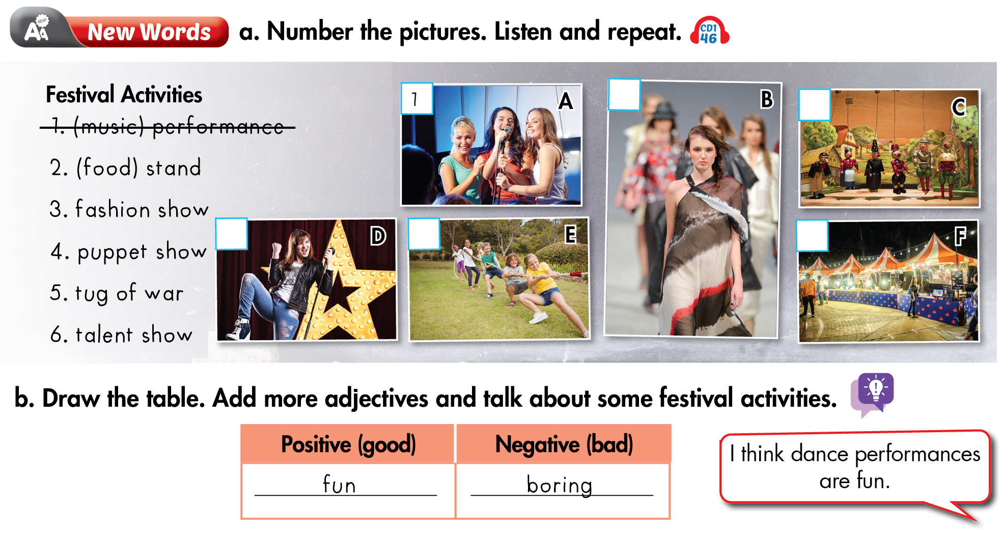 NEW!
AAA
New Words
a. Number the pictures. Listen and repeat.
CD1
46
Festival Activities
1. (music) performance
2. (food) stand
3. fashion show
4. puppet show
5. tug of war
6. talent show
1
A
B
C
D
E
F
b. Draw the table. Add more adjectives and talk about some festival activities.
Positive (good)
Negative (bad)
fun
boring
I think dance performances
are fun.